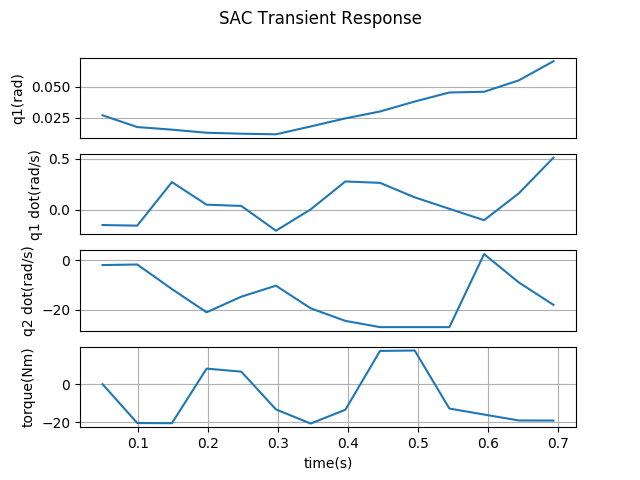 SAC Transient Response
q1(rad)
0.050
0.025
q1 dot(rad/s)
0.5
0.0
q2 dot(rad/s)
0
−20
torque(Nm)
0
−20
0.1 0.2 0.3 0.4 0.5 0.6 0.7
time(s)